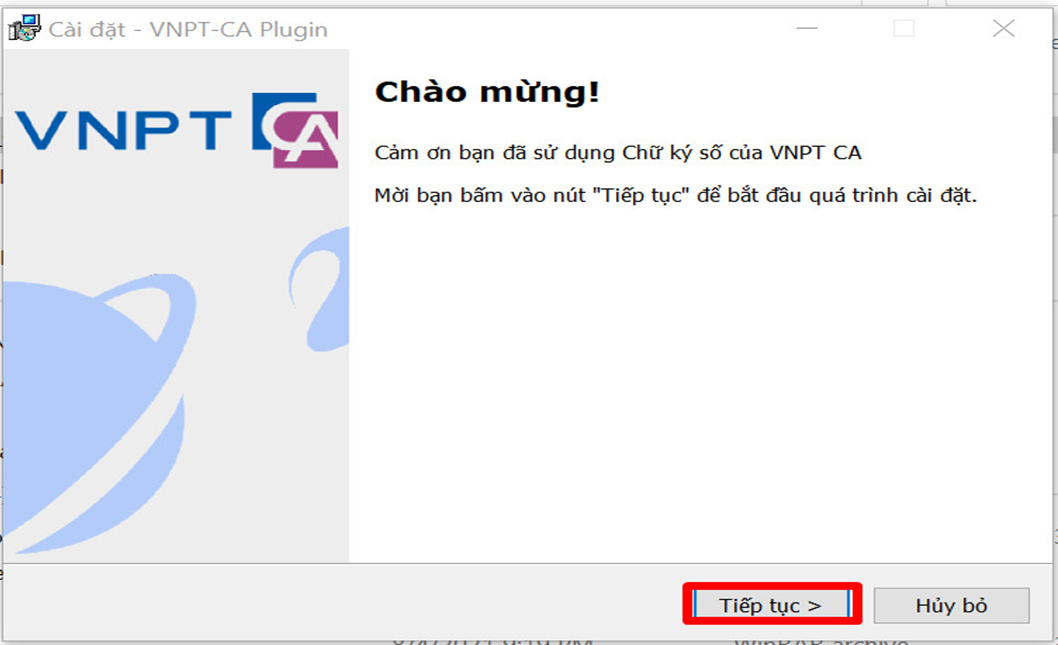 Cài đặt - VNPT-CA Plugin
VNPT CA
Chào mừng!
Cảm ơn bạn đã sử dụng Chữ ký số của VNPT CA
Mời bạn bấm vào nút "Tiếp tục" để bắt đầu quá trình cài đặt.
Tiếp tục >
Hủy bỏ